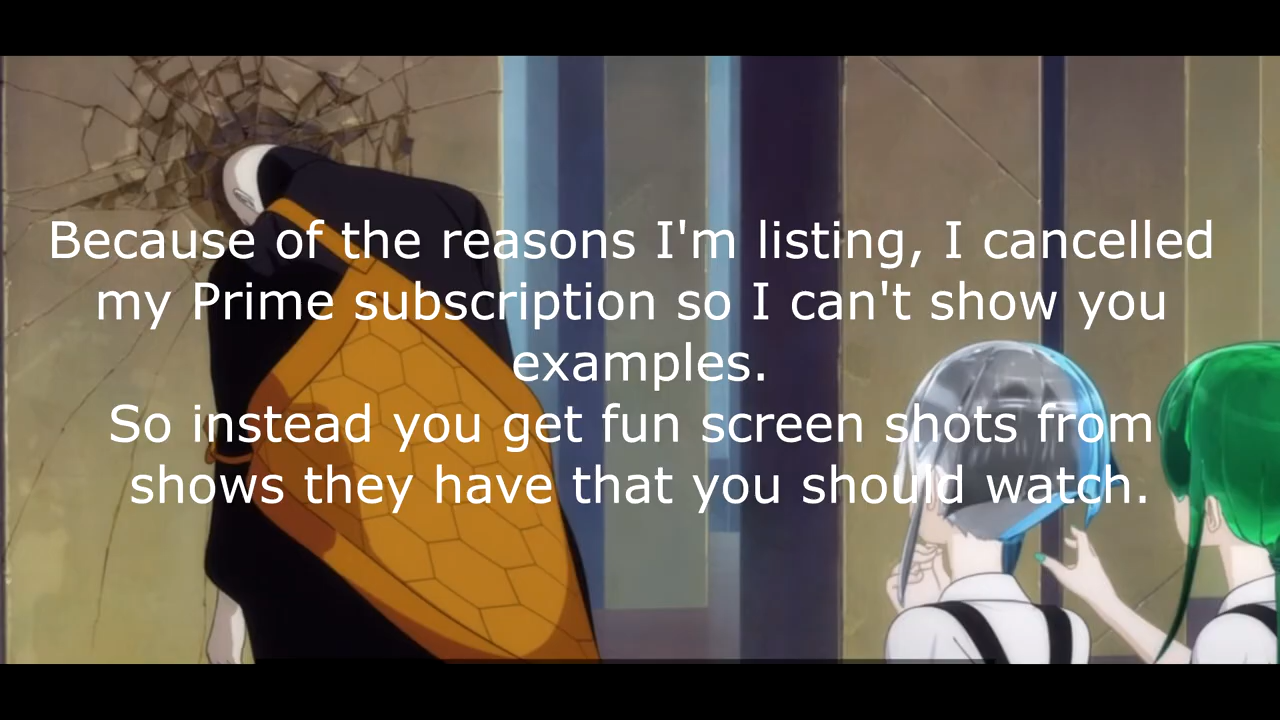 Because of the reasons I'm listing, I cancelled
my Prime subscription so I can't show you
examples.
So instead you get fun screen shots from
shows they have that you should watch.